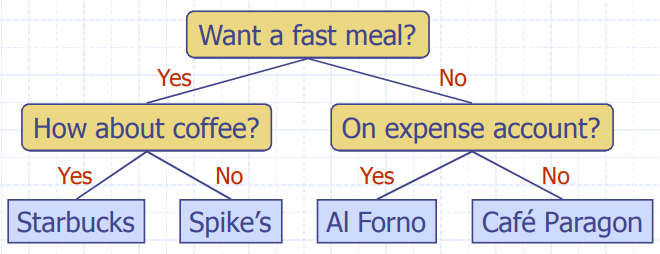 Want a fast meal?
Yes
No
How about coffee?
On expense account?
Yes
No
Yes
No
Starbucks
Spike's
Al Forno
Café Paragon